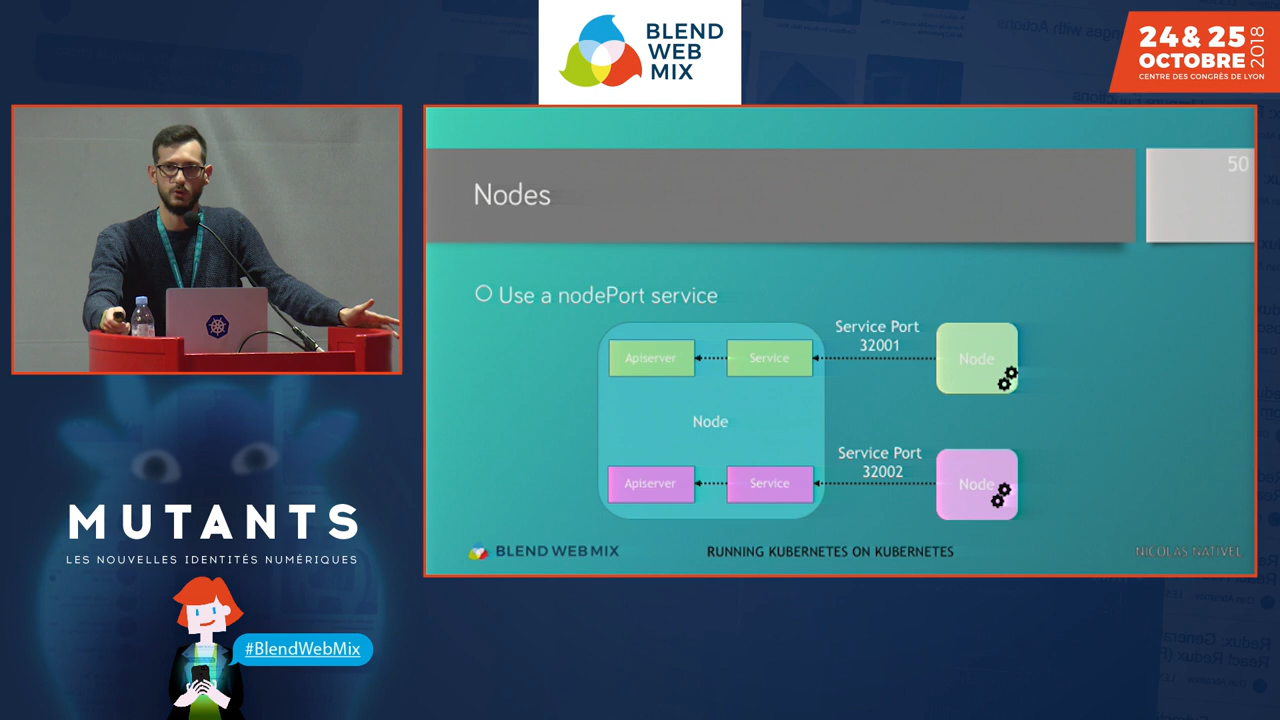 BLEND
WEB
MIX
24 & 25
OCTOBRE
2018
CENTRE DES CONGRÈS DE LYON
Nodes
50
Use a nodePort service
Service Port
32001
Apiserver
Service
Node
Node
Service Port
32002
Apiserver
Service
Node
BLEND WEB MIX
RUNNING KUBERNETES ON KUBERNETES
NICOLAS NATIVEL
MUTANTS
LES NOUVELLES IDENTITÉS NUMÉRIQUES
#BlendWebMix